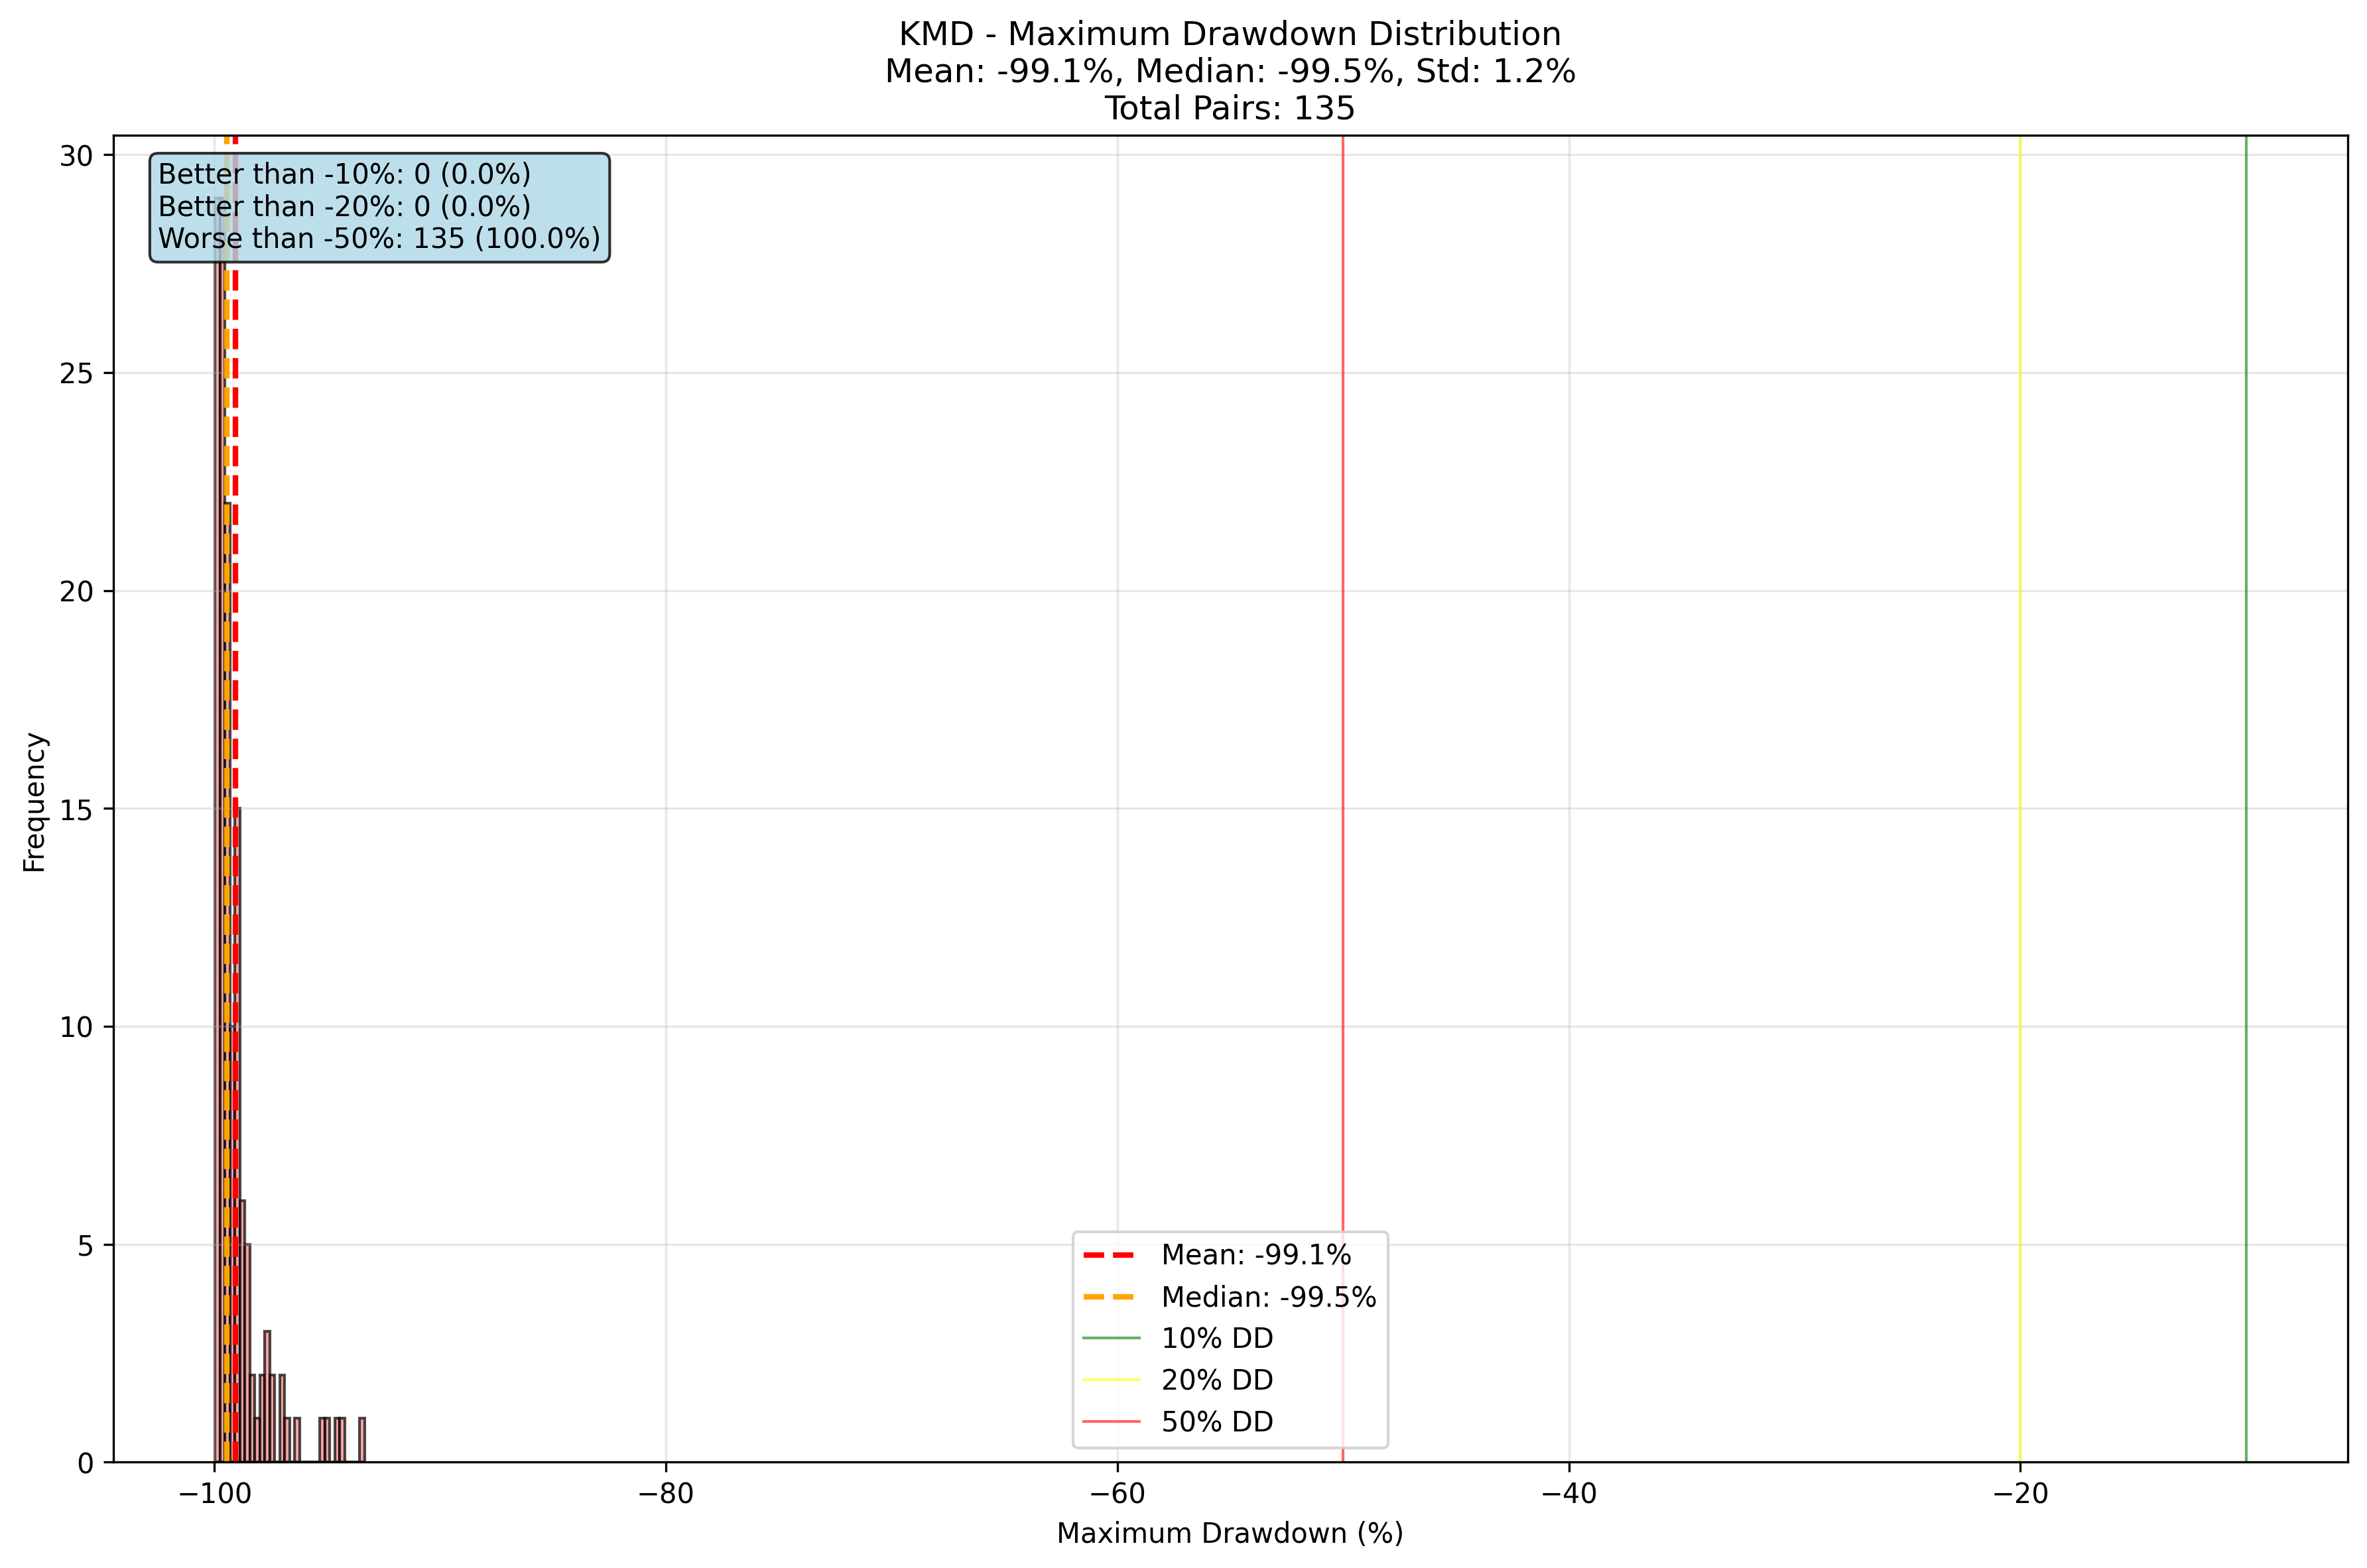 KMD - Maximum Drawdown Distribution
Mean: -99.1%, Median: -99.5%, Std: 1.2%
Total Pairs: 135
Better than -10%: 0 (0.0%)
Better than -20%: 0 (0.0%)
Worse than -50%: 135 (100.0%)
30
25
20
15
10
5
0
Frequency
Mean: -99.1%
Median: -99.5%
10% DD
20% DD
50% DD
−100
−80
−60
−40
−20
Maximum Drawdown (%)